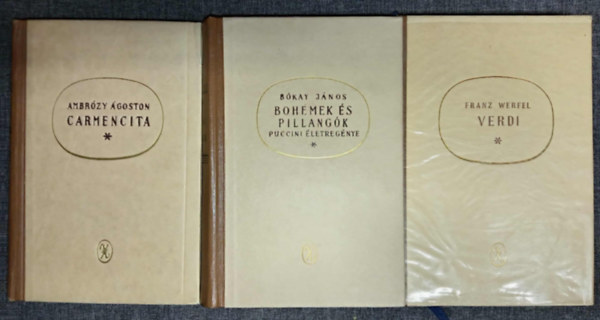 AMBRÓZY ÁGOSTON
CARMENCITA
*
BÓKAY JÁNOS
BOHÉMEK ÉS
PILLANGÓK
PUCCINI ÉLETREGÉNYE
*
FRANZ WERFEL
VERDI
*